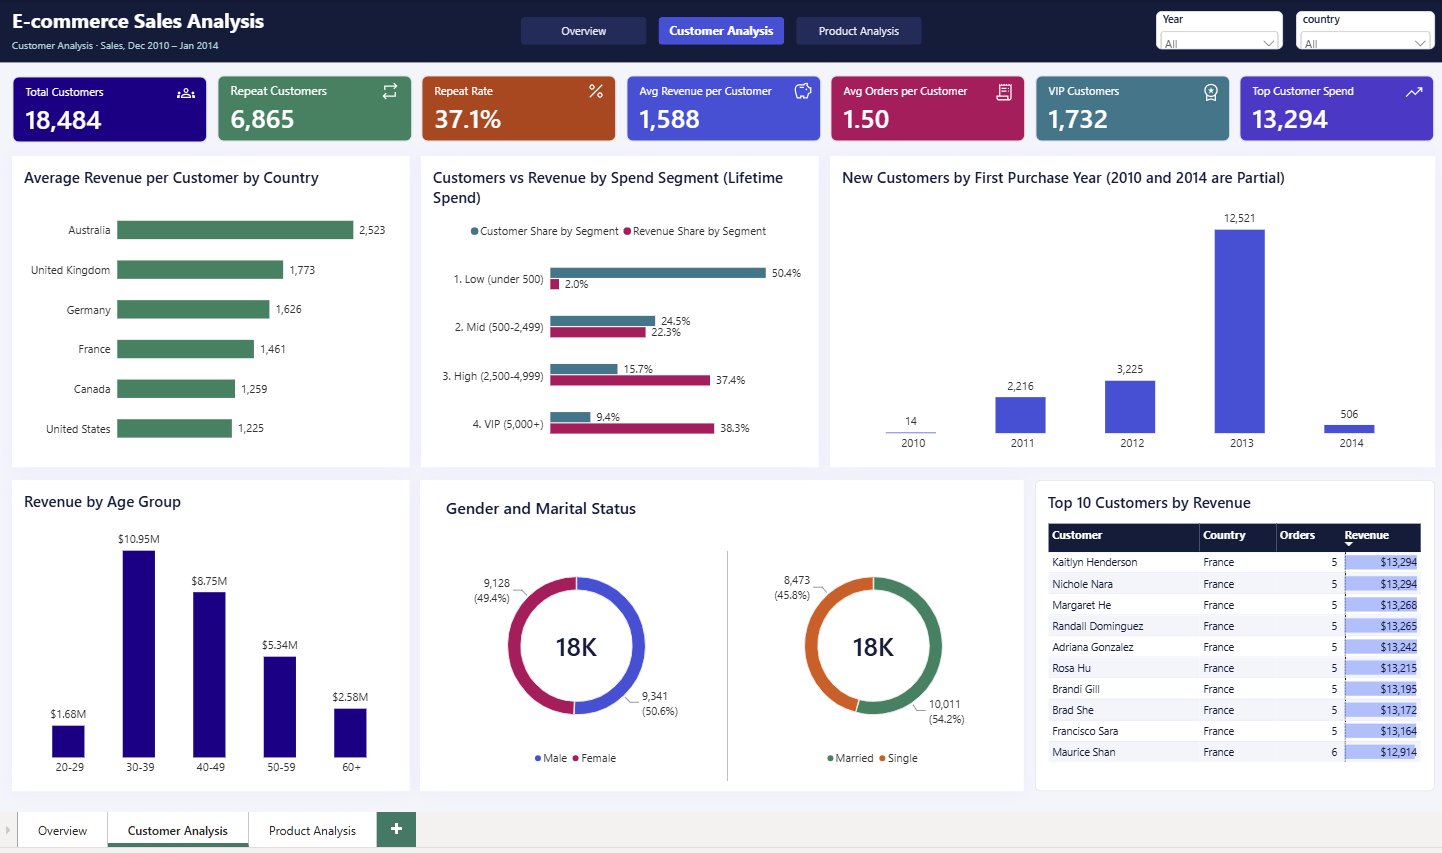 E-commerce Sales Analysis
Customer Analysis · Sales, Dec 2010 – Jan 2014
Overview
Customer Analysis
Product Analysis
Year
All
country
All
Total Customers
18,484
Repeat Customers
6,865
Repeat Rate
37.1%
Avg Revenue per Customer
1,588
Avg Orders per Customer
1.50
VIP Customers
1,732
Top Customer Spend
13,294
Average Revenue per Customer by Country
Australia 2,523
United Kingdom 1,773
Germany 1,626
France 1,461
Canada 1,259
United States 1,225
Customers vs Revenue by Spend Segment (Lifetime
Spend)
Customer Share by Segment Revenue Share by Segment
1. Low (under 500) 50.4%
2.0%
2. Mid (500-2,499) 24.5%
22.3%
3. High (2,500-4,999) 15.7%
37.4%
4. VIP (5,000+) 9.4%
38.3%
New Customers by First Purchase Year (2010 and 2014 are Partial)
14
2,216
3,225
12,521
506
2010 2011 2012 2013 2014
Revenue by Age Group
$1.68M
$10.95M
$8.75M
$5.34M
$2.58M
20-29 30-39 40-49 50-59 60+
Gender and Marital Status
9,128
(49.4%)
18K
9,341
(50.6%)
Male Female
8,473
(45.8%)
18K
10,011
(54.2%)
Married Single
Top 10 Customers by Revenue
Customer Country Orders Revenue
Kaitlyn Henderson France 5 $13,294
Nichole Nara France 5 $13,294
Margaret He France 5 $13,268
Randall Dominguez France 5 $13,265
Adriana Gonzalez France 5 $13,242
Rosa Hu France 5 $13,215
Brandi Gill France 5 $13,195
Brad She France 5 $13,172
Francisco Sara France 5 $13,164
Maurice Shan France 6 $12,914
Overview Customer Analysis Product Analysis +